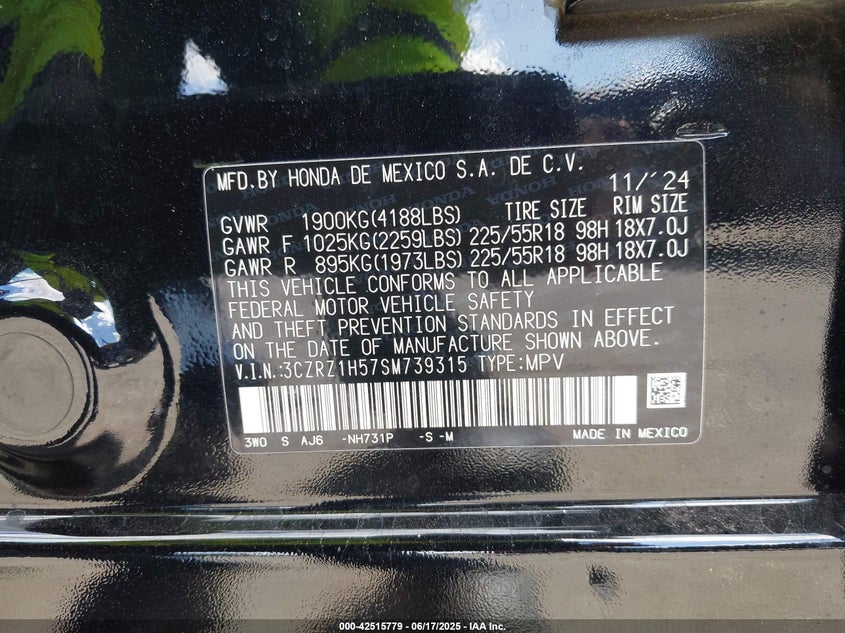 MFD.BY HONDA DE MEXICO S.A. DE C.V. 11/'24
GVWR 1900KG(4188LBS) TIRE SIZE RIM SIZE
GAWR F 1025KG(2259LBS) 225/55R18 98H 18X7.0J
GAWR R 895KG(1973LBS) 225/55R18 98H 18X7.0J
THIS VEHICLE CONFORMS TO ALL APPLICABLE
FEDERAL MOTOR VEHICLE SAFETY
AND THEFT PREVENTION STANDARDS IN EFFECT
ON THE DATE OF MANUFACTURE SHOWN ABOVE.
V.I.N.:3CZRZ1H57SM739315 TYPE:MPV
3W0 S AJ6 -NH731P -S -M MADE IN MEXICO
000-42515779 - 06/17/2025 - IAA Inc.